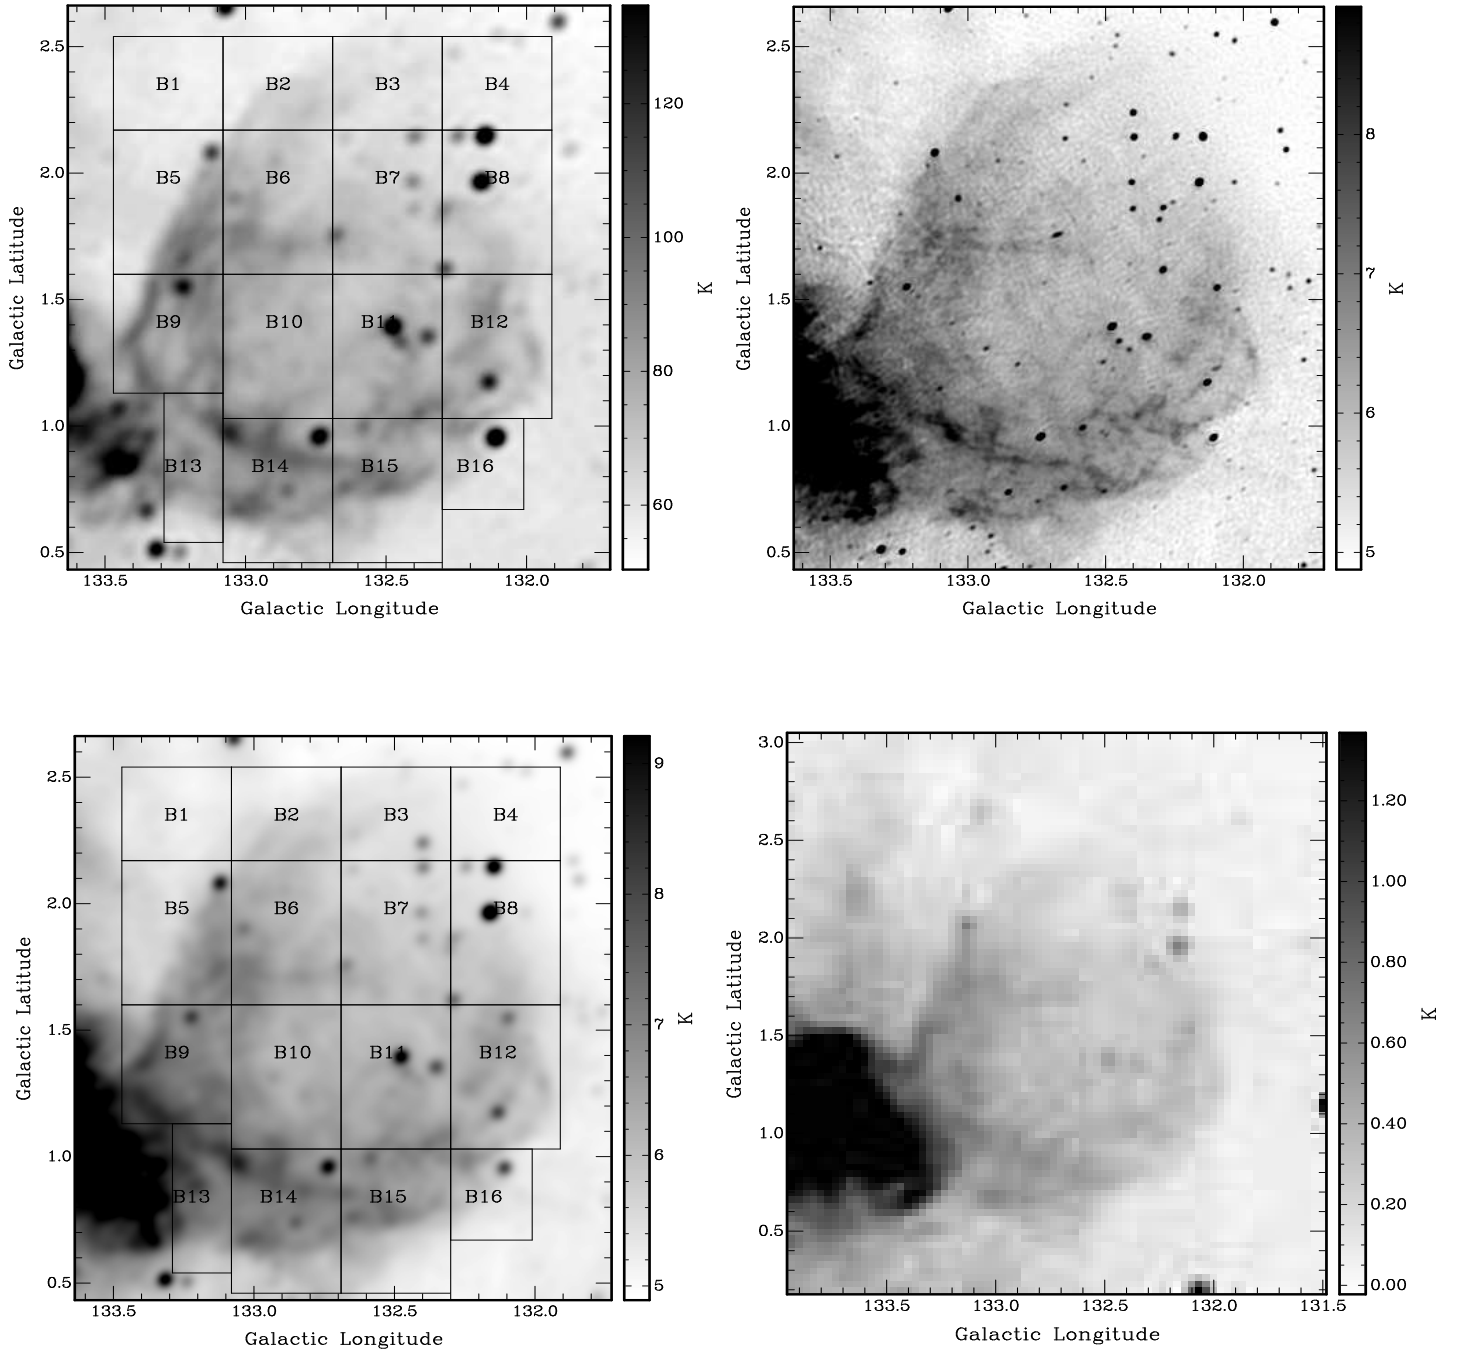 2.5
2.0
1.5
1.0
0.5
Galactic Latitude
B1 B2 B3 B4
B5 B6 B7 B8
B9 B10 B11 B12
B13 B14 B15 B16
133.5 133.0 132.5 132.0
Galactic Longitude
120
100
80
60
K
2.5
2.0
1.5
1.0
0.5
Galactic Latitude
133.5 133.0 132.5 132.0
Galactic Longitude
8
7
6
5
K
2.5
2.0
1.5
1.0
0.5
Galactic Latitude
B1 B2 B3 B4
B5 B6 B7 B8
B9 B10 B11 B12
B13 B14 B15 B16
133.5 133.0 132.5 132.0
Galactic Longitude
9
8
7
6
5
K
3.0
2.5
2.0
1.5
1.0
0.5
Galactic Latitude
133.5 133.0 132.5 132.0 131.5
Galactic Longitude
1.20
1.00
0.80
0.60
0.40
0.20
0.00
K